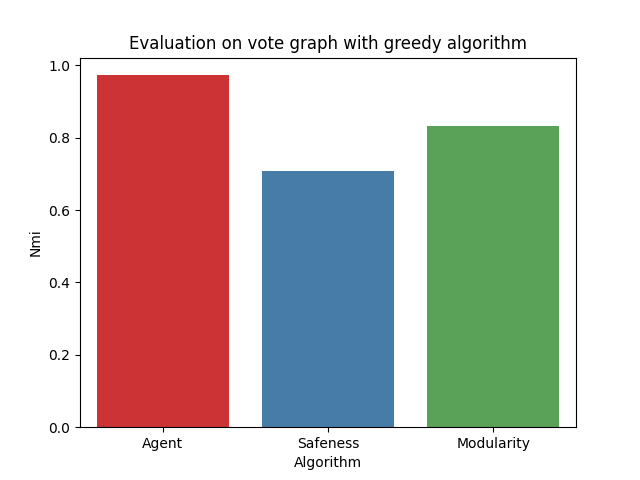 Evaluation on vote graph with greedy algorithm
1.0
0.8
0.6
0.4
0.2
0.0
Nmi
Agent
Safeness
Modularity
Algorithm